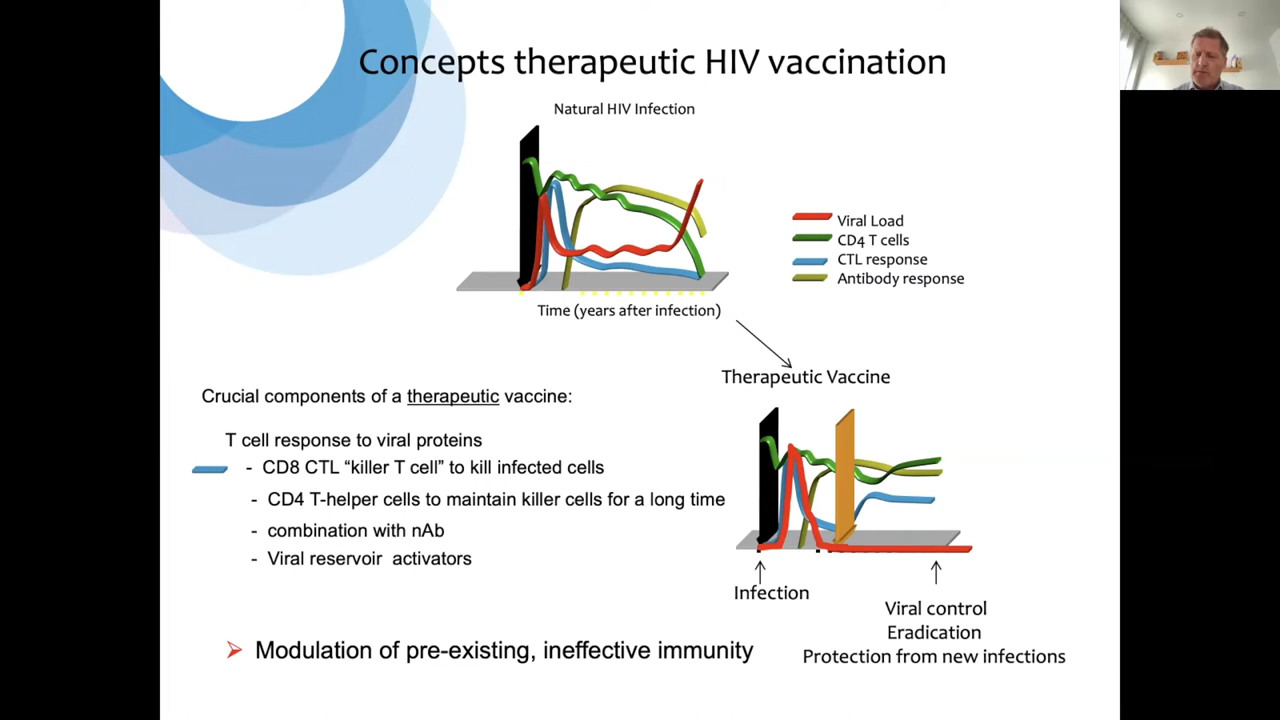 Concepts therapeutic HIV vaccination
Natural HIV Infection
Viral Load
CD4 T cells
CTL response
Antibody response
Time (years after infection)
Therapeutic Vaccine
Crucial components of a therapeutic vaccine:
T cell response to viral proteins
- CD8 CTL “killer T cell” to kill infected cells
- CD4 T-helper cells to maintain killer cells for a long time
- combination with nAb
- Viral reservoir activators
Infection
Viral control
Eradication
Protection from new infections
➢ Modulation of pre-existing, ineffective immunity